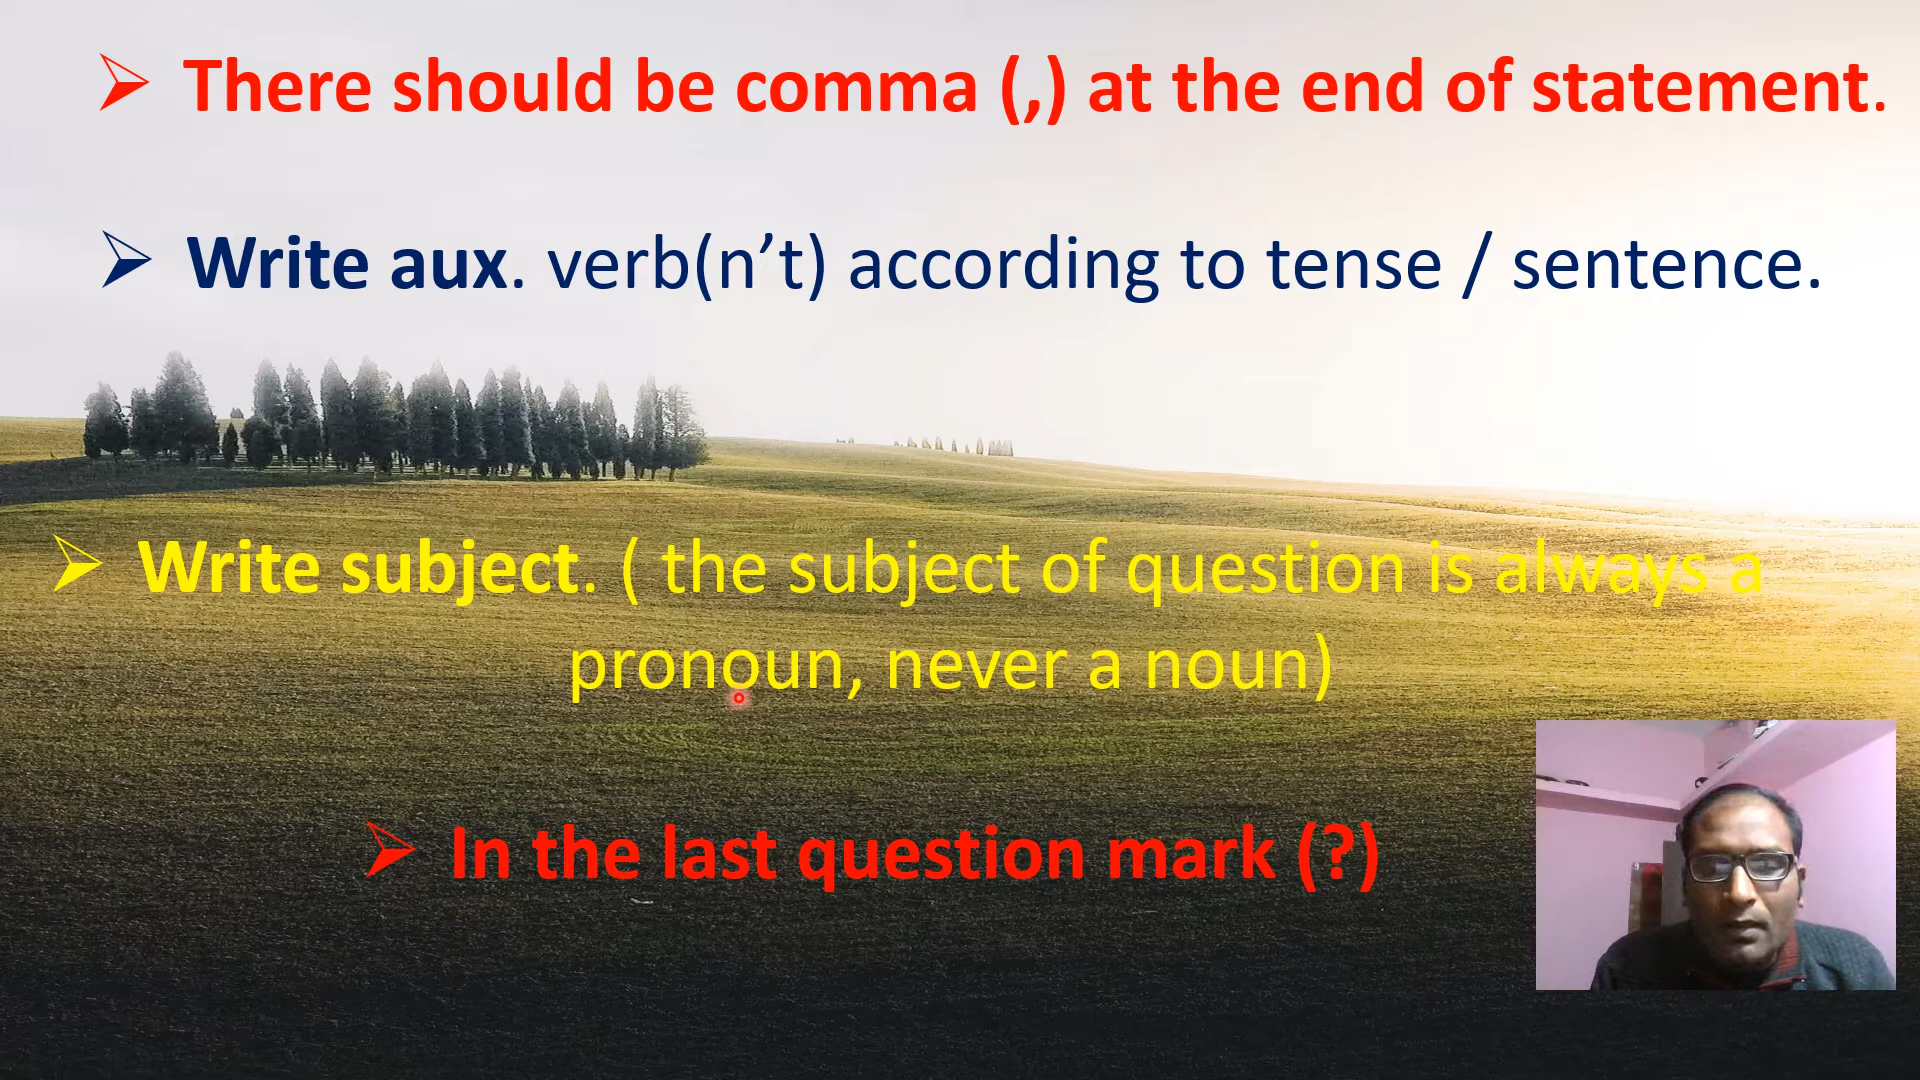 ➢ There should be comma (,) at the end of statement.
➢ Write aux. verb(n’t) according to tense / sentence.
➢ Write subject. ( the subject of question is always a
pronoun, never a noun)
➢ In the last question mark (?)